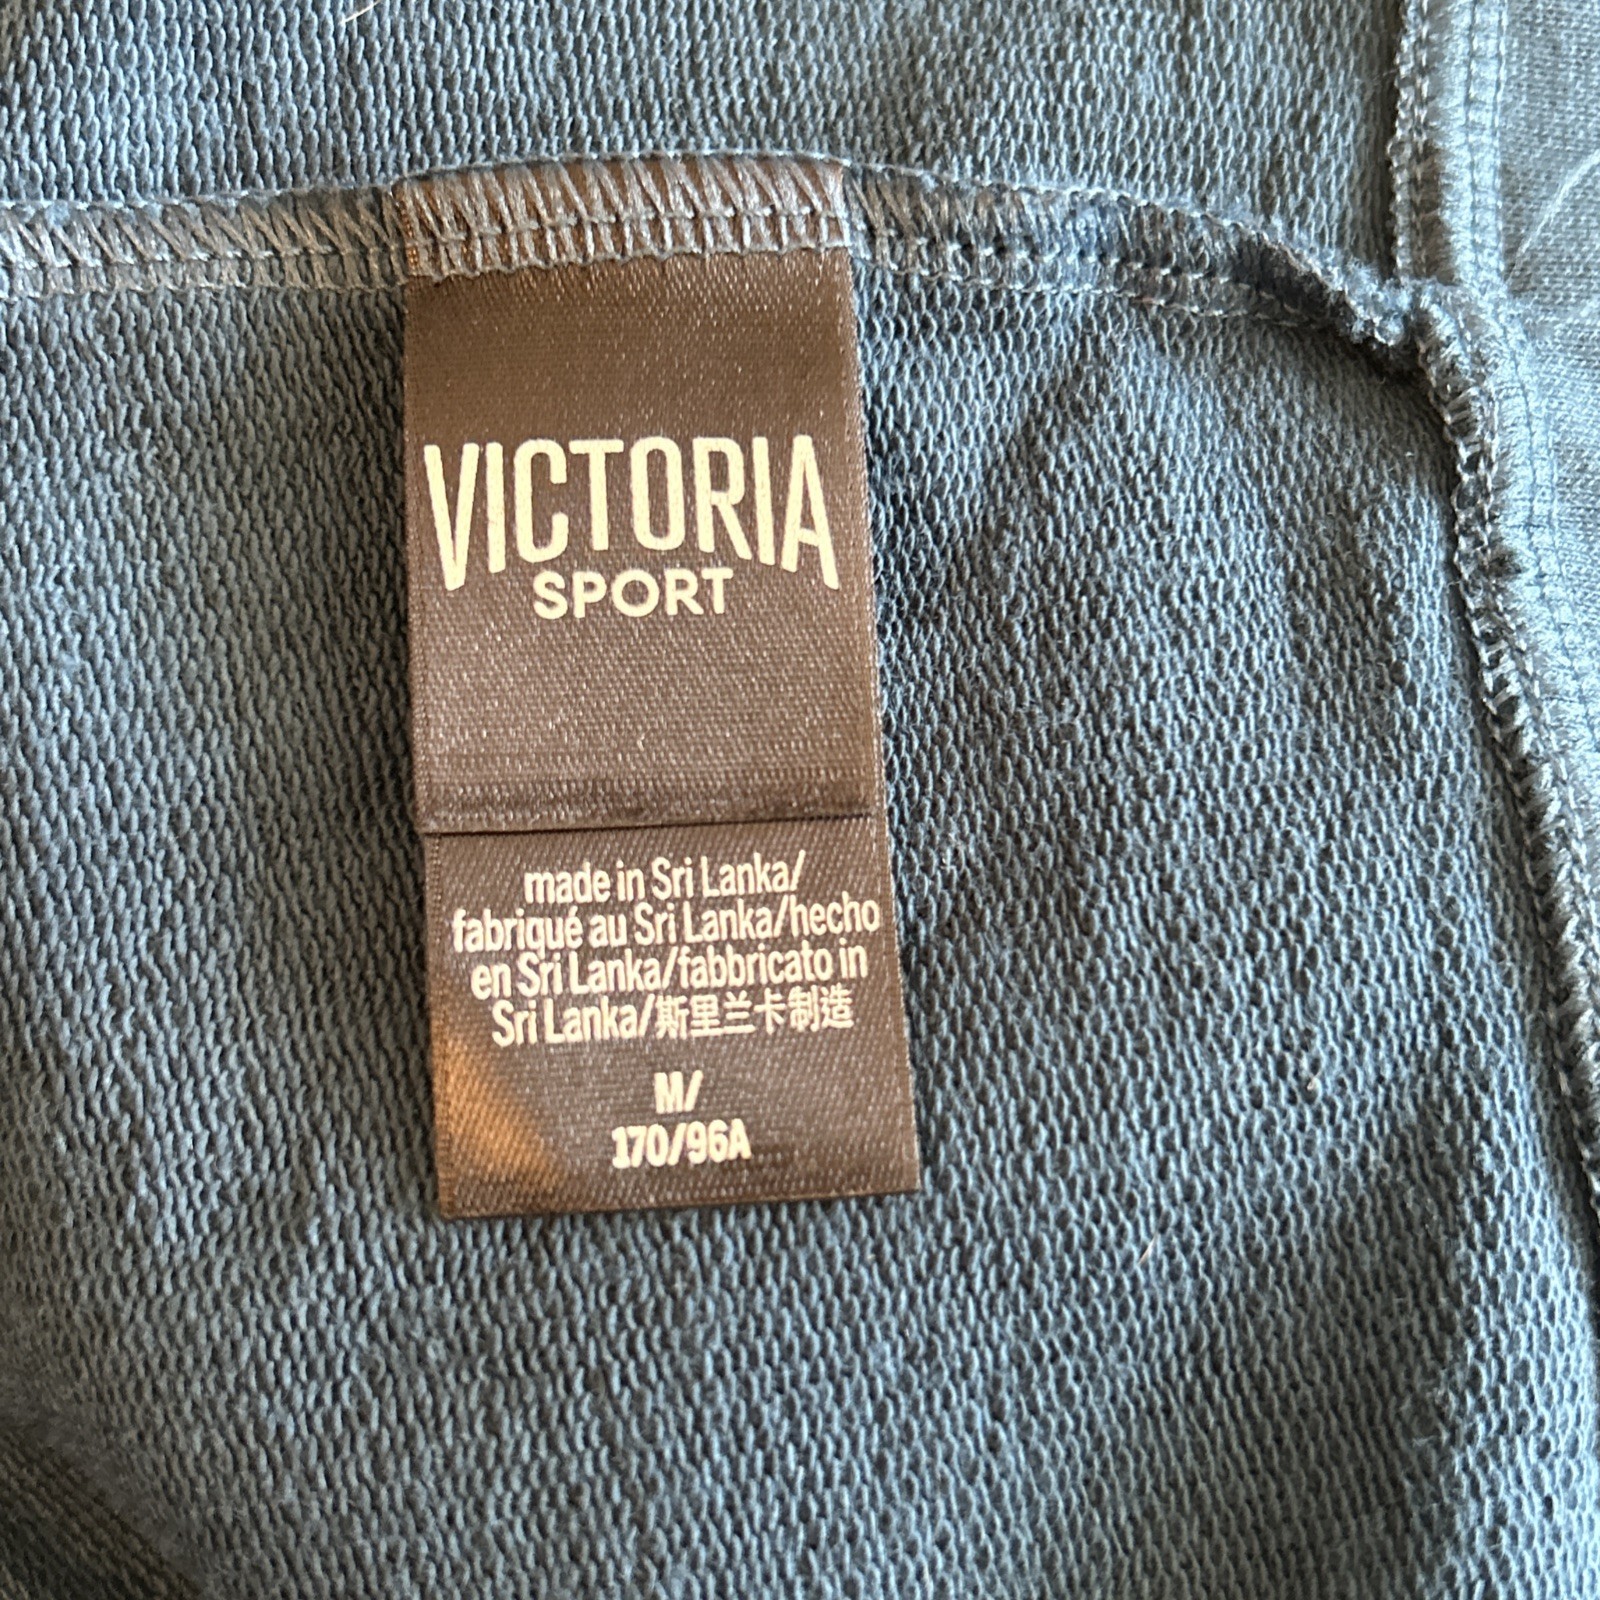 VICTORIA
SPORT
made in Sri Lanka/
fabriqué au Sri Lanka/hecho
en Sri Lanka/fabbricato in
Sri Lanka/斯里兰卡制造
M/
170/96A